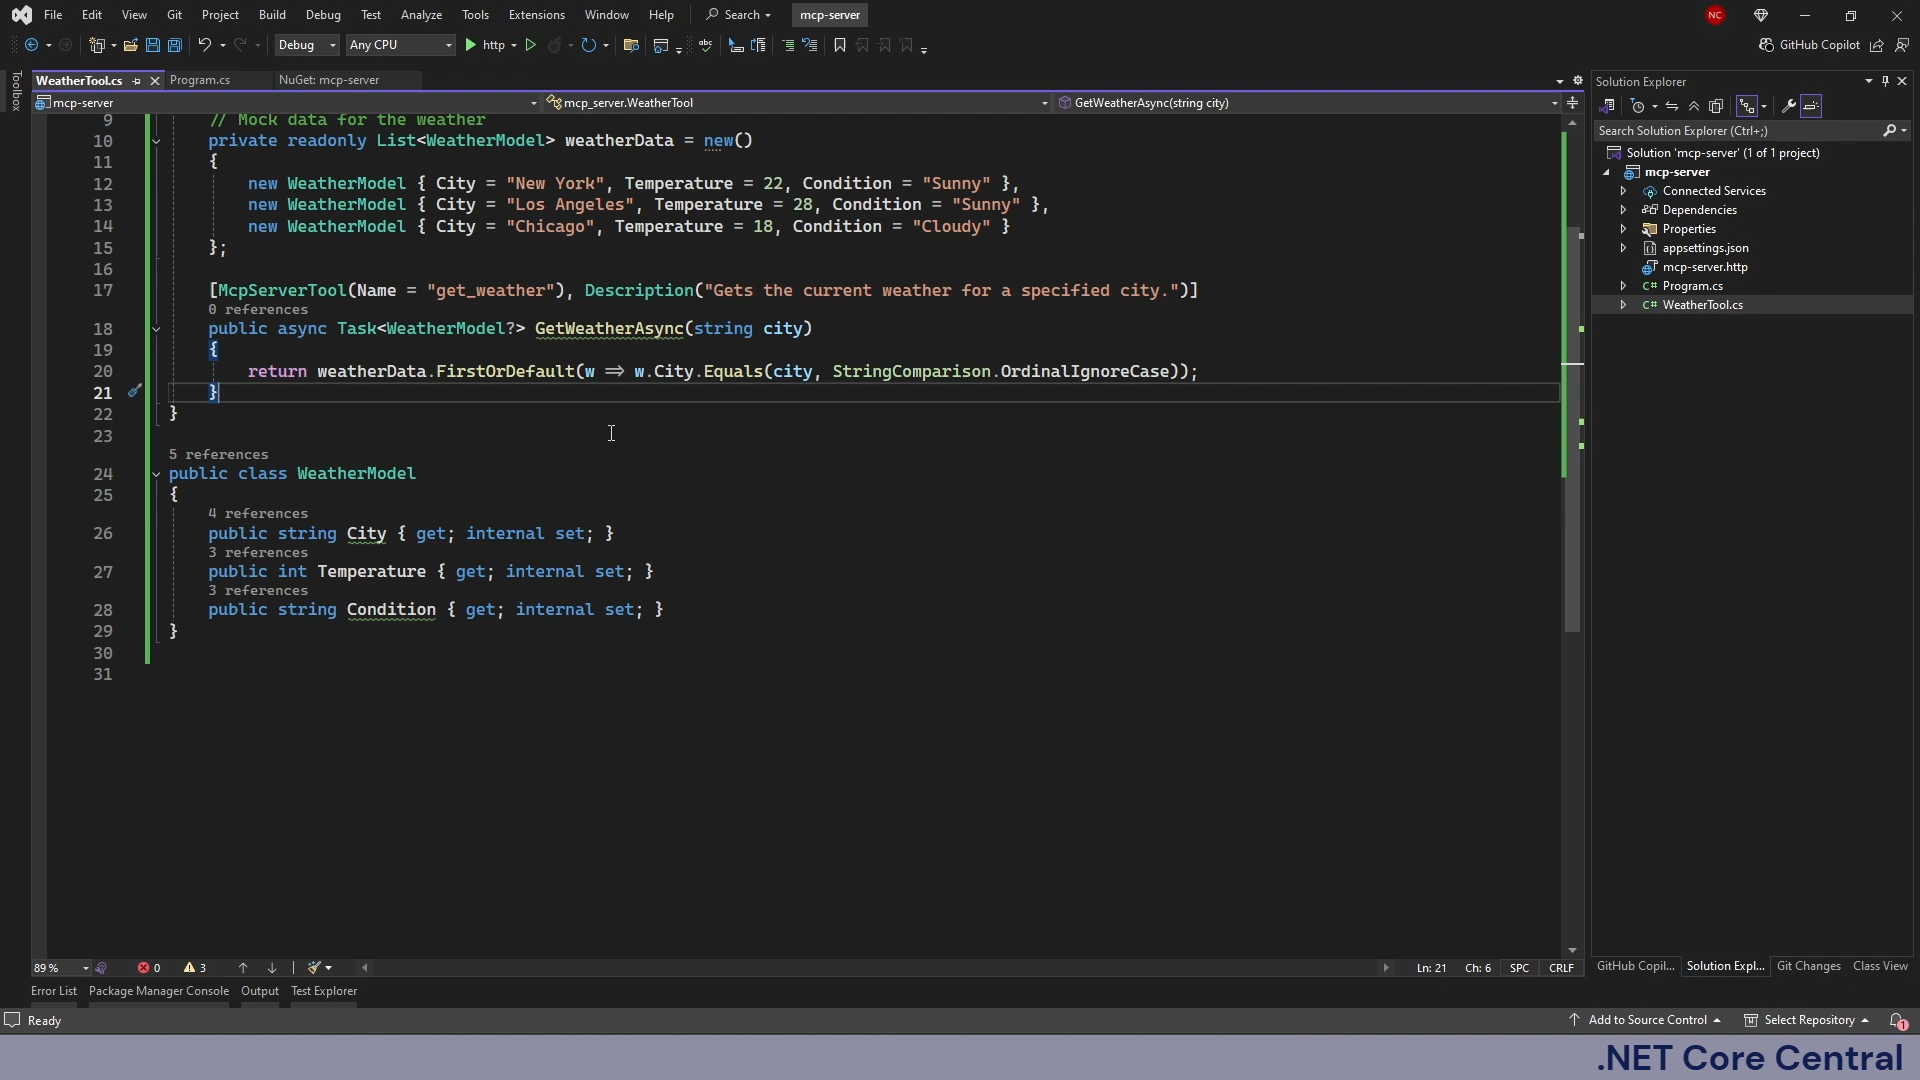 File Edit View Git Project Build Debug Test Analyze Tools Extensions Window Help Search mcp-server NC
Debug Any CPU http abc GitHub Copilot
Toolbox
WeatherTool.cs Program.cs NuGet: mcp-server
mcp-server mcp_server.WeatherTool GetWeatherAsync(string city)
9 // Mock data for the weather
10 private readonly List<WeatherModel> weatherData = new()
11 {
12 new WeatherModel { City = "New York", Temperature = 22, Condition = "Sunny" },
13 new WeatherModel { City = "Los Angeles", Temperature = 28, Condition = "Sunny" },
14 new WeatherModel { City = "Chicago", Temperature = 18, Condition = "Cloudy" }
15 };
16
17 [McpServerTool(Name = "get_weather"), Description("Gets the current weather for a specified city.")]
0 references
18 public async Task<WeatherModel?> GetWeatherAsync(string city)
19 {
20 return weatherData.FirstOrDefault(w => w.City.Equals(city, StringComparison.OrdinalIgnoreCase));
21 }
22 }
23
5 references
24 public class WeatherModel
25 {
4 references
26 public string City { get; internal set; }
3 references
27 public int Temperature { get; internal set; }
3 references
28 public string Condition { get; internal set; }
29 }
30
31
89 % 0 3 Ln: 21 Ch: 6 SPC CRLF
Solution Explorer
Search Solution Explorer (Ctrl+;)
Solution 'mcp-server' (1 of 1 project)
mcp-server
Connected Services
Dependencies
Properties
appsettings.json
mcp-server.http
C# Program.cs
C# WeatherTool.cs
GitHub Copil... Solution Expl... Git Changes Class View
Error List Package Manager Console Output Test Explorer
Ready Add to Source Control Select Repository 1
.NET Core Central